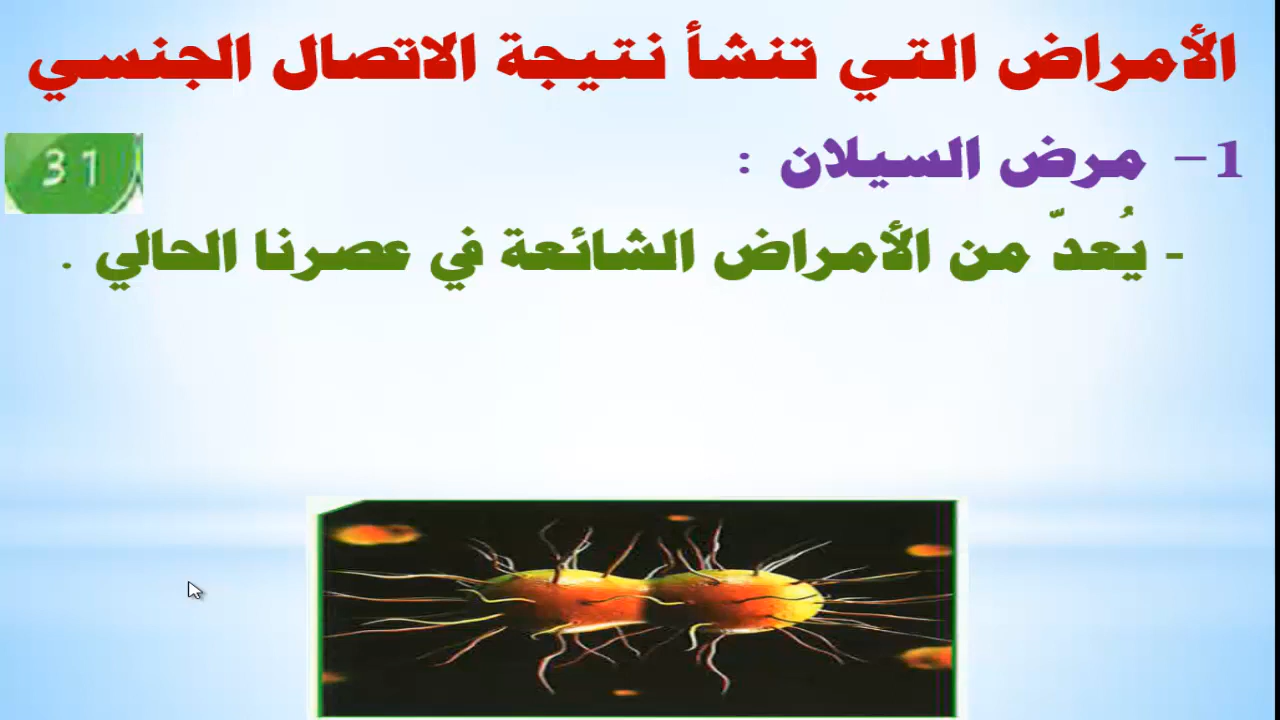 الأمراض التي تنشأ نتيجة الاتصال الجنسي
1- مرض السيلان :
31
- يُعدّ من الأمراض الشائعة في عصرنا الحالي .